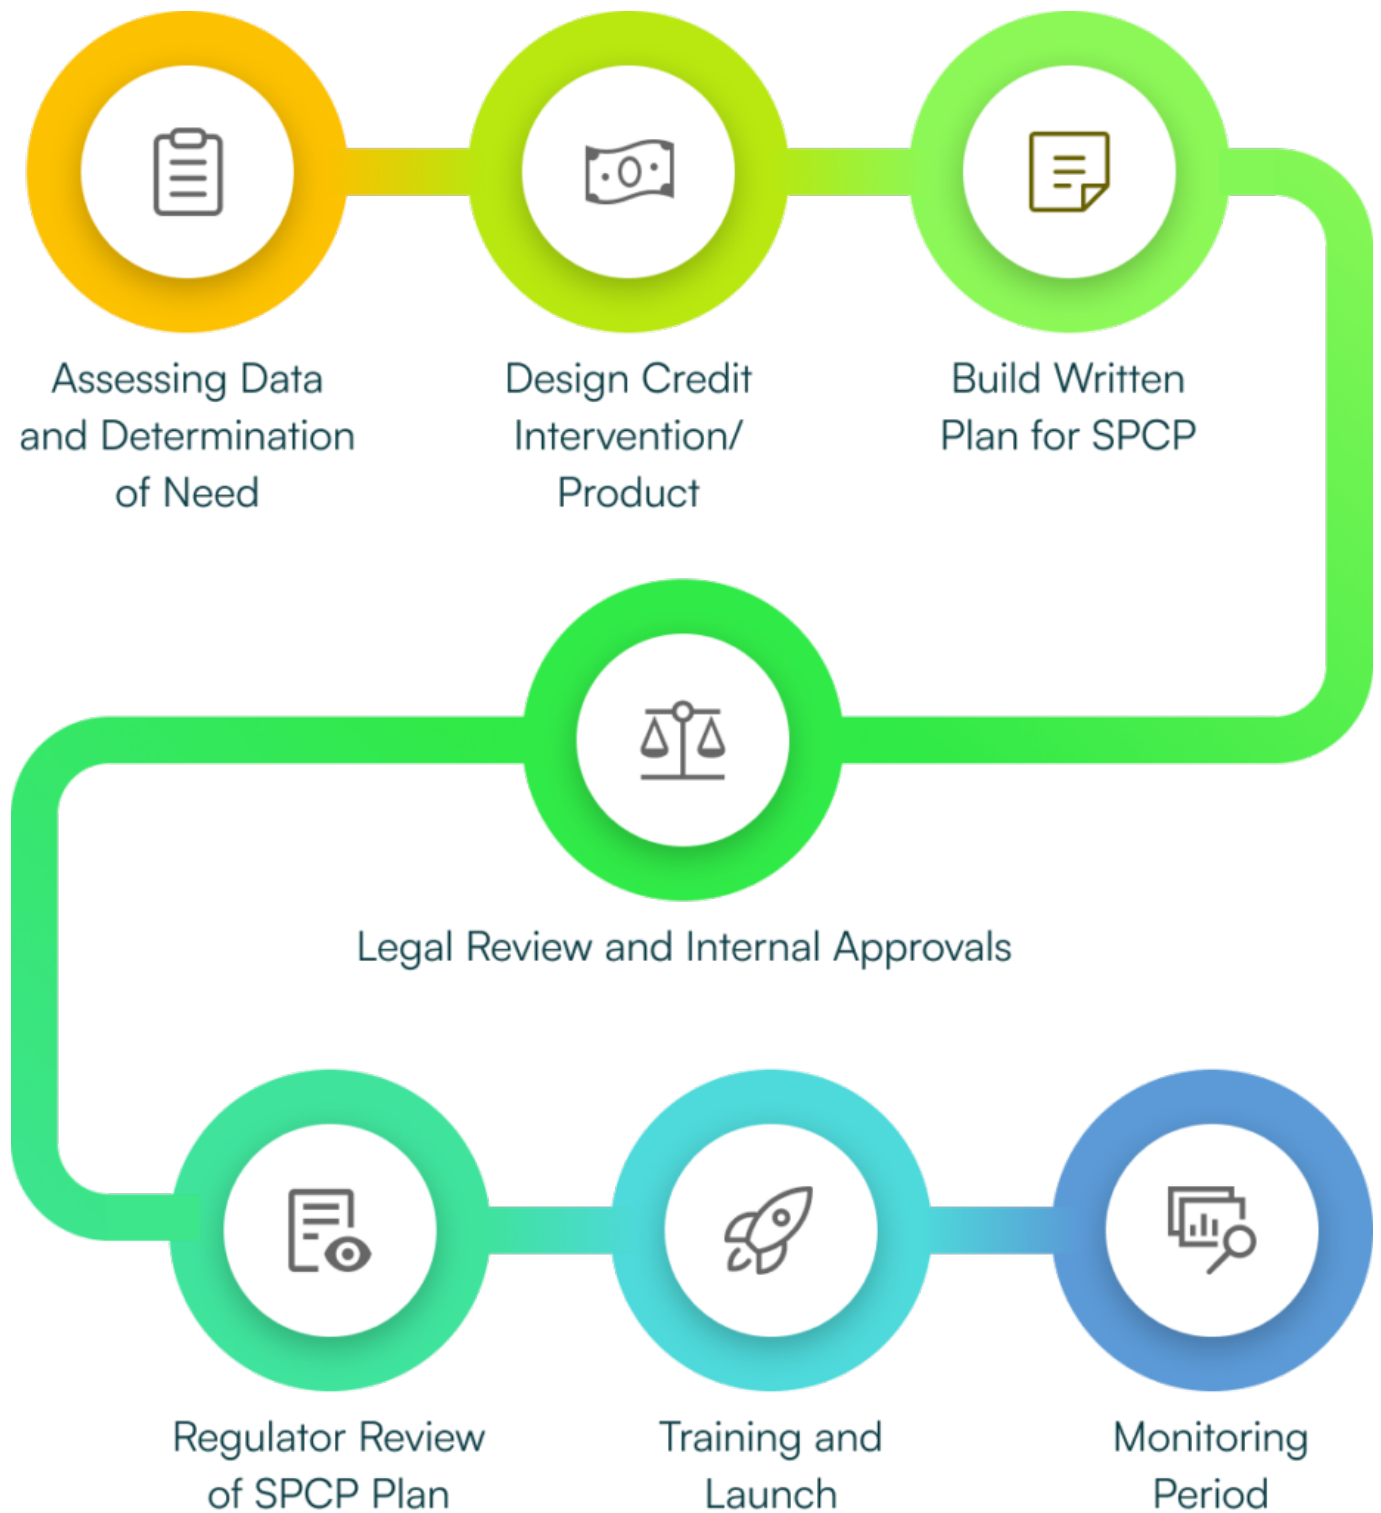 Assessing Data
and Determination
of Need
Design Credit
Intervention/
Product
Build Written
Plan for SPCP
Legal Review and Internal Approvals
Regulator Review
of SPCP Plan
Training and
Launch
Monitoring
Period